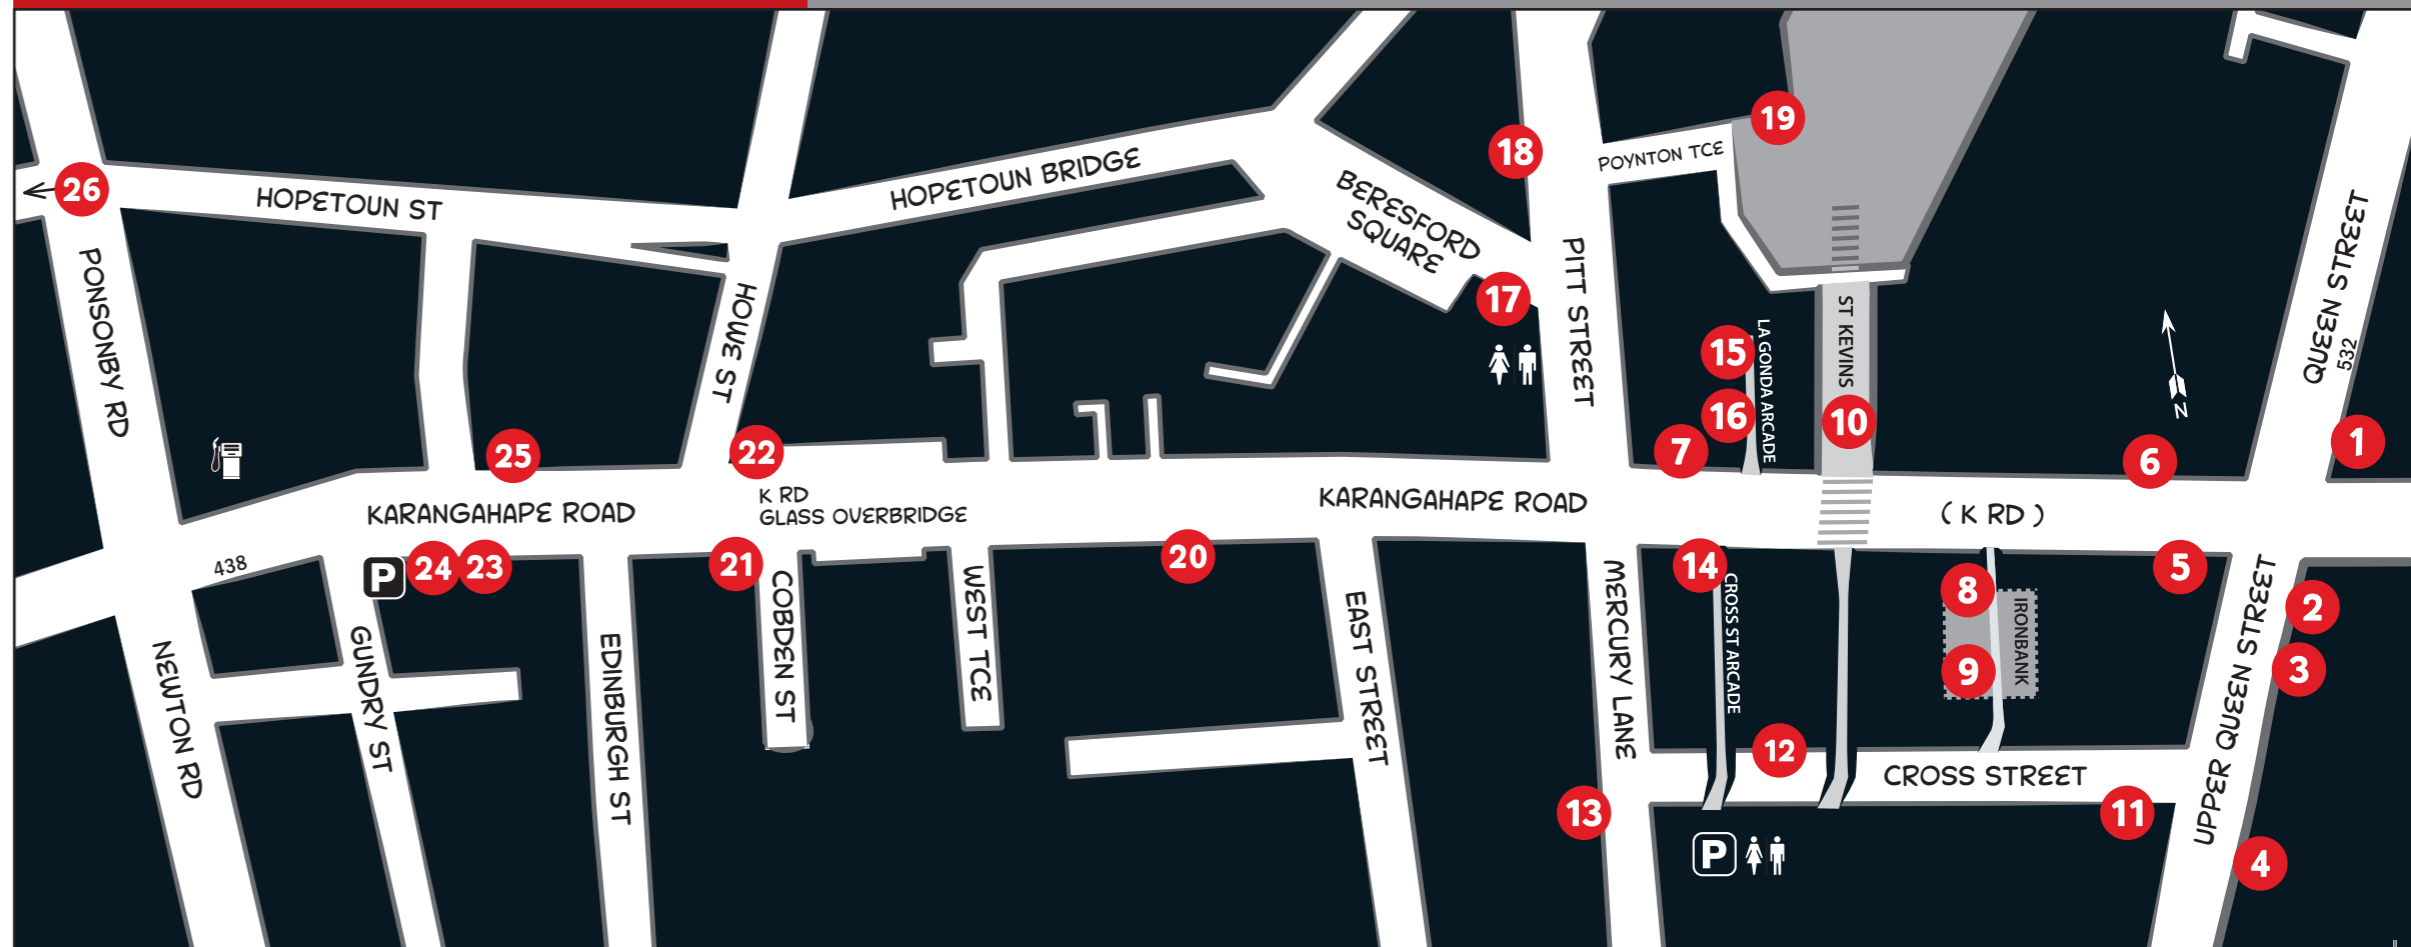 19
18
POYNTON TCE
HOPETOUN BRIDGE
26
HOPETOUN ST
BERESFORD
SQUARE
QUEEN STREET
532
PONSONBY RD
HOWE ST
17
PITT STREET
15
LA GONDA ARCADE
ST KEVINS
N
16
10
1
7
6
25
22
KARANGAHAPE ROAD
K RD
GLASS OVERBRIDGE
KARANGAHAPE ROAD
( K RD )
438
P
24
23
21
20
14
5
COBDEN ST
WEST TCE
EAST STREET
MERCURY LANE
CROSS ST ARCADE
8
IRONBANK
9
2
3
UPPER QUEEN STREET
NEWTON RD
GUNDRY ST
EDINBURGH ST
12
CROSS STREET
13
11
P
4